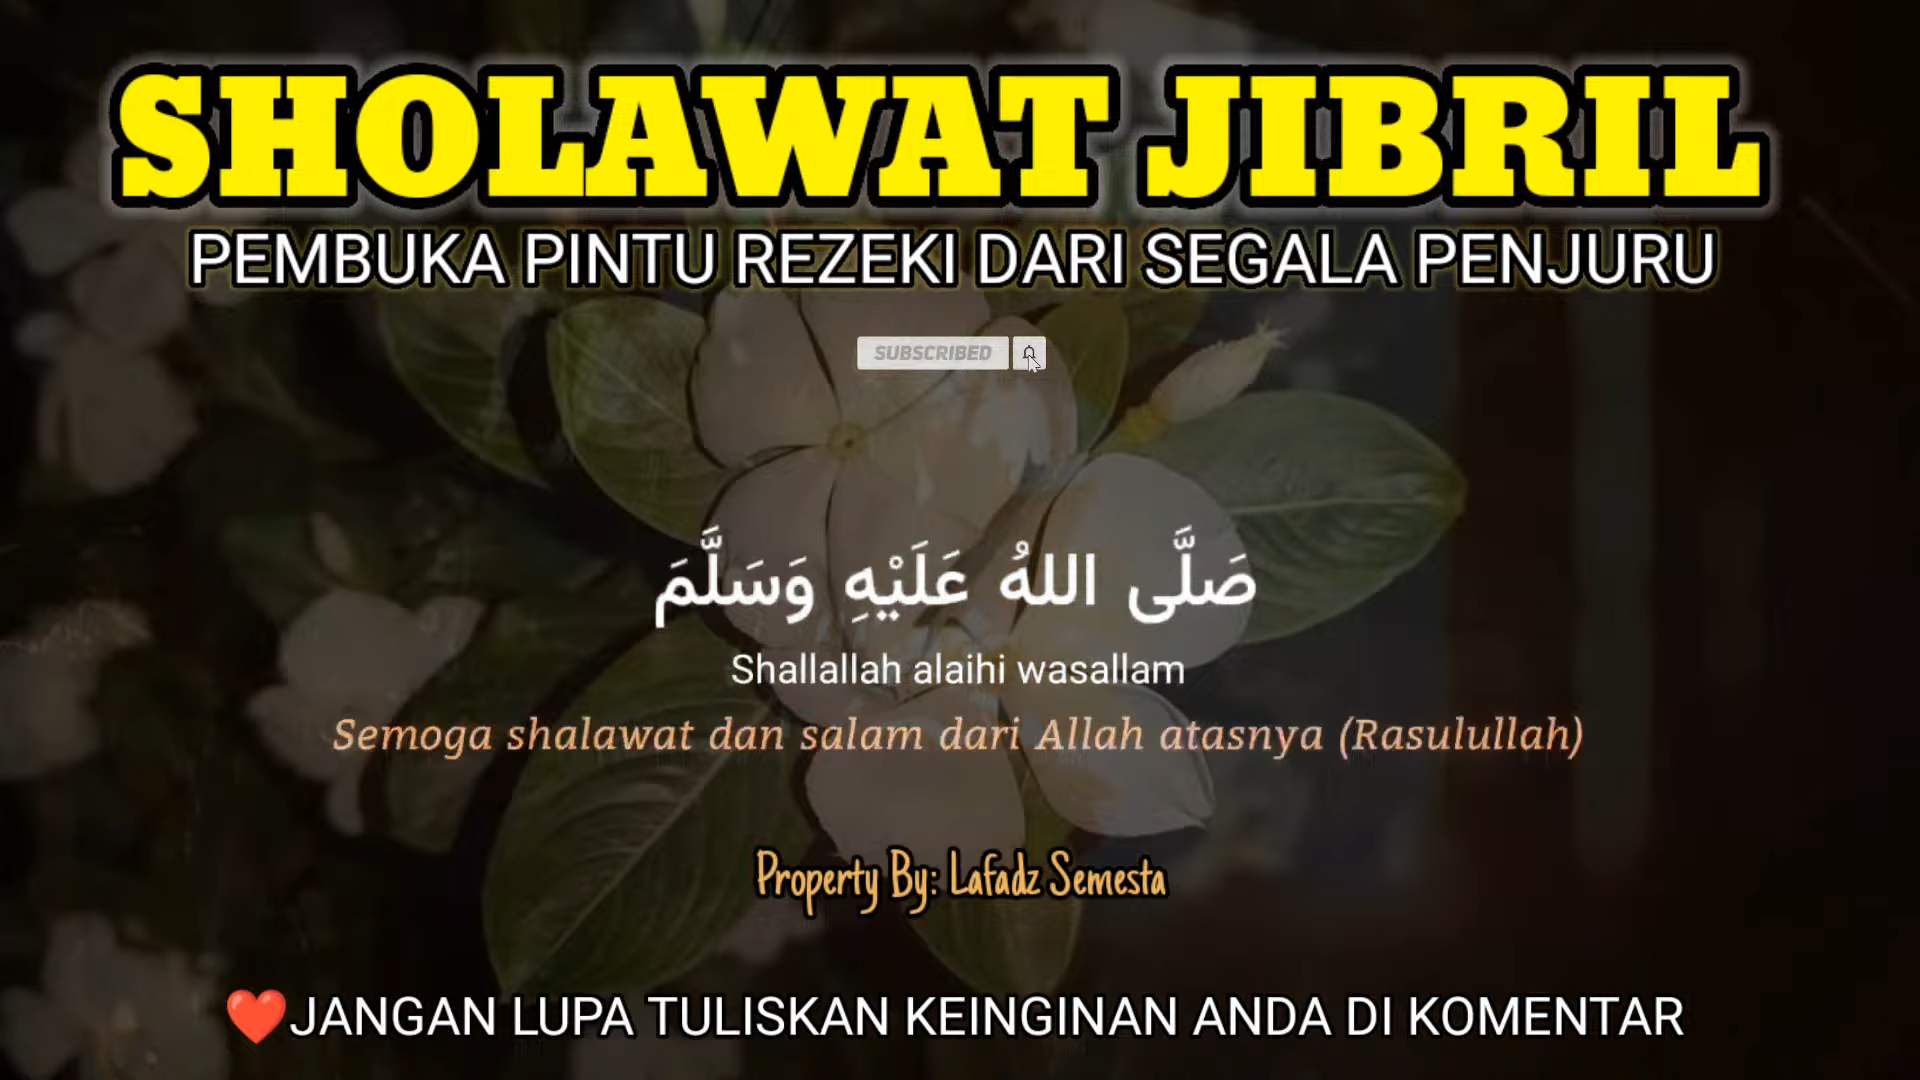 SHOLAWAT JIBRIL
PEMBUKA PINTU REZEKI DARI SEGALA PENJURU
SUBSCRIBED
صَلَّى اللهُ عَلَيْهِ وَسَلَّمَ
Shallallah alaihi wasallam
Semoga shalawat dan salam dari Allah atasnya (Rasulullah)
Property By: Lafadz Semesta
❤️JANGAN LUPA TULISKAN KEINGINAN ANDA DI KOMENTAR